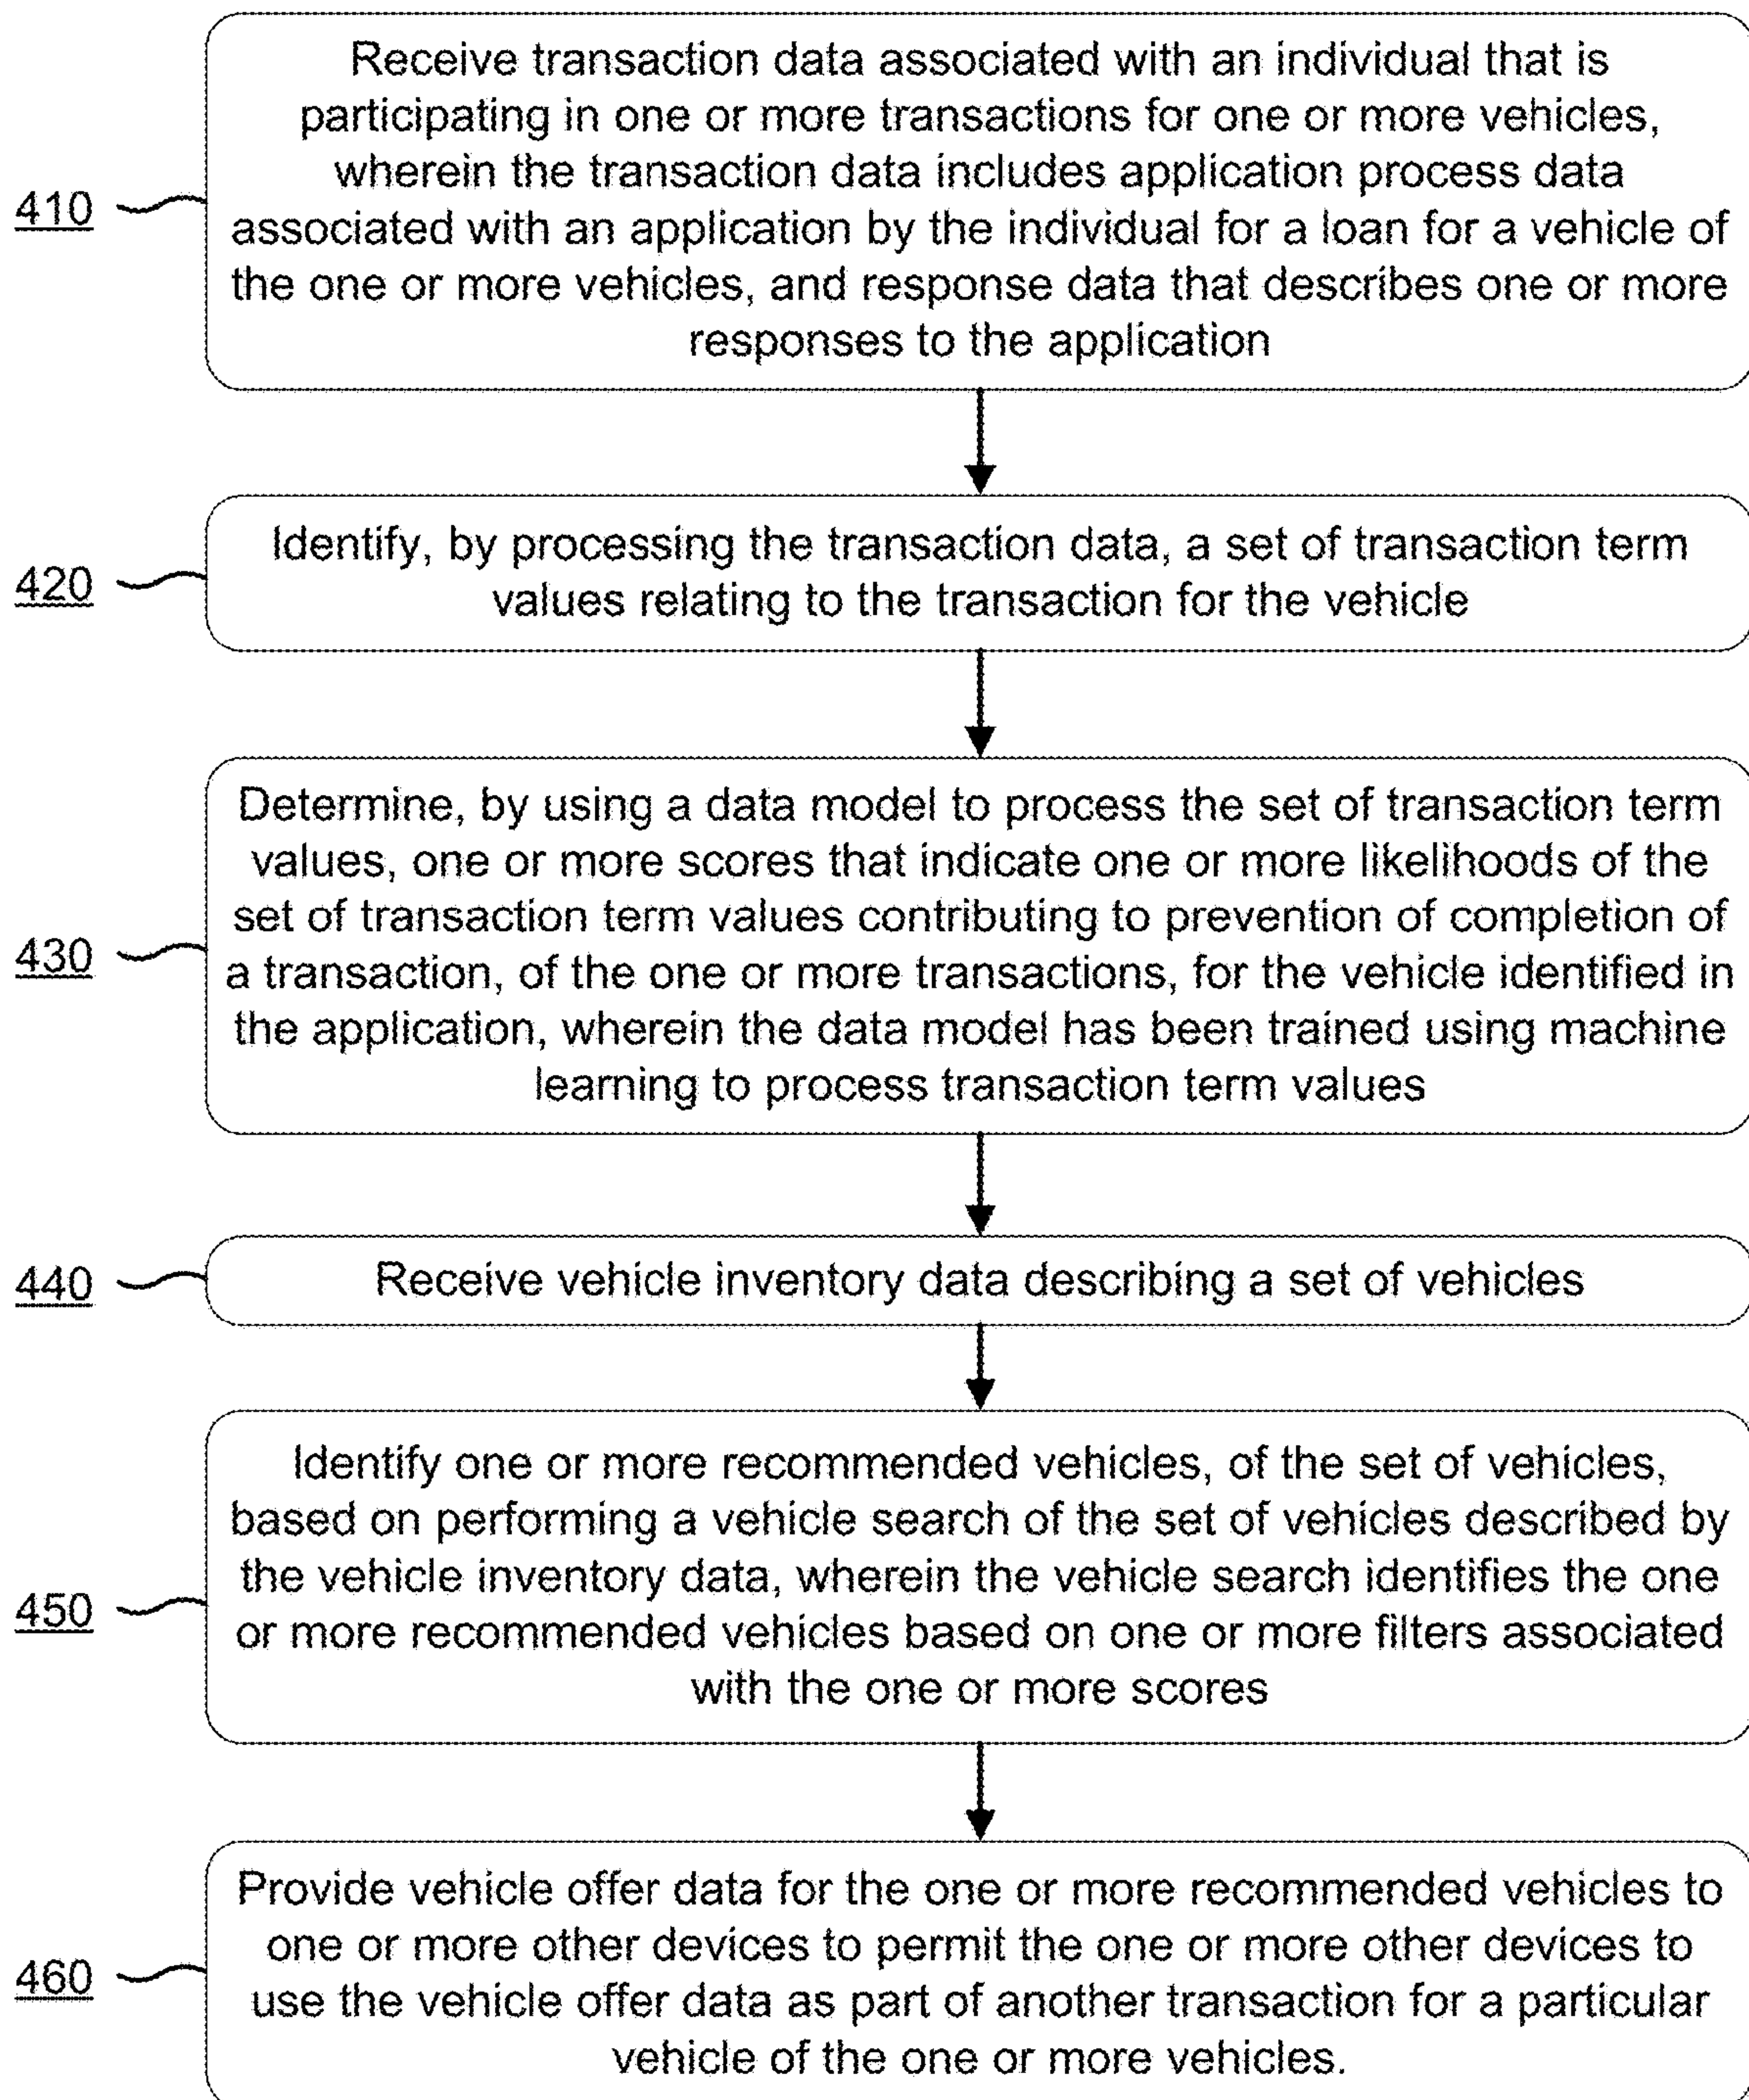 Receive transaction data associated with an individual that is
participating in one or more transactions for one or more vehicles,
wherein the transaction data includes application process data
410
associated with an application by the individual for a loan for a vehicle of
the one or more vehicles, and response data that describes one or more
responses to the application
Identify, by processing the transaction data, a set of transaction term
420
values relating to the transaction for the vehicle
Determine, by using a data model to process the set of transaction term
values, one or more scores that indicate one or more likelihoods of the
set of transaction term values contributing to prevention of completion of
430
a transaction, of the one or more transactions, for the vehicle identified in
the application, wherein the data model has been trained using machine
learning to process transaction term values
440
Receive vehicle inventory data describing a set of vehicles
Identify one or more recommended vehicles, of the set of vehicles,
based on performing a vehicle search of the set of vehicles described by
the vehicle inventory data, wherein the vehicle search identifies the one
450
or more recommended vehicles based on one or more filters associated
with the one or more scores
Provide vehicle offer data for the one or more recommended vehicles to
one or more other devices to permit the one or more other devices to
460
use the vehicle offer data as part of another transaction for a particular
vehicle of the one or more vehicles.